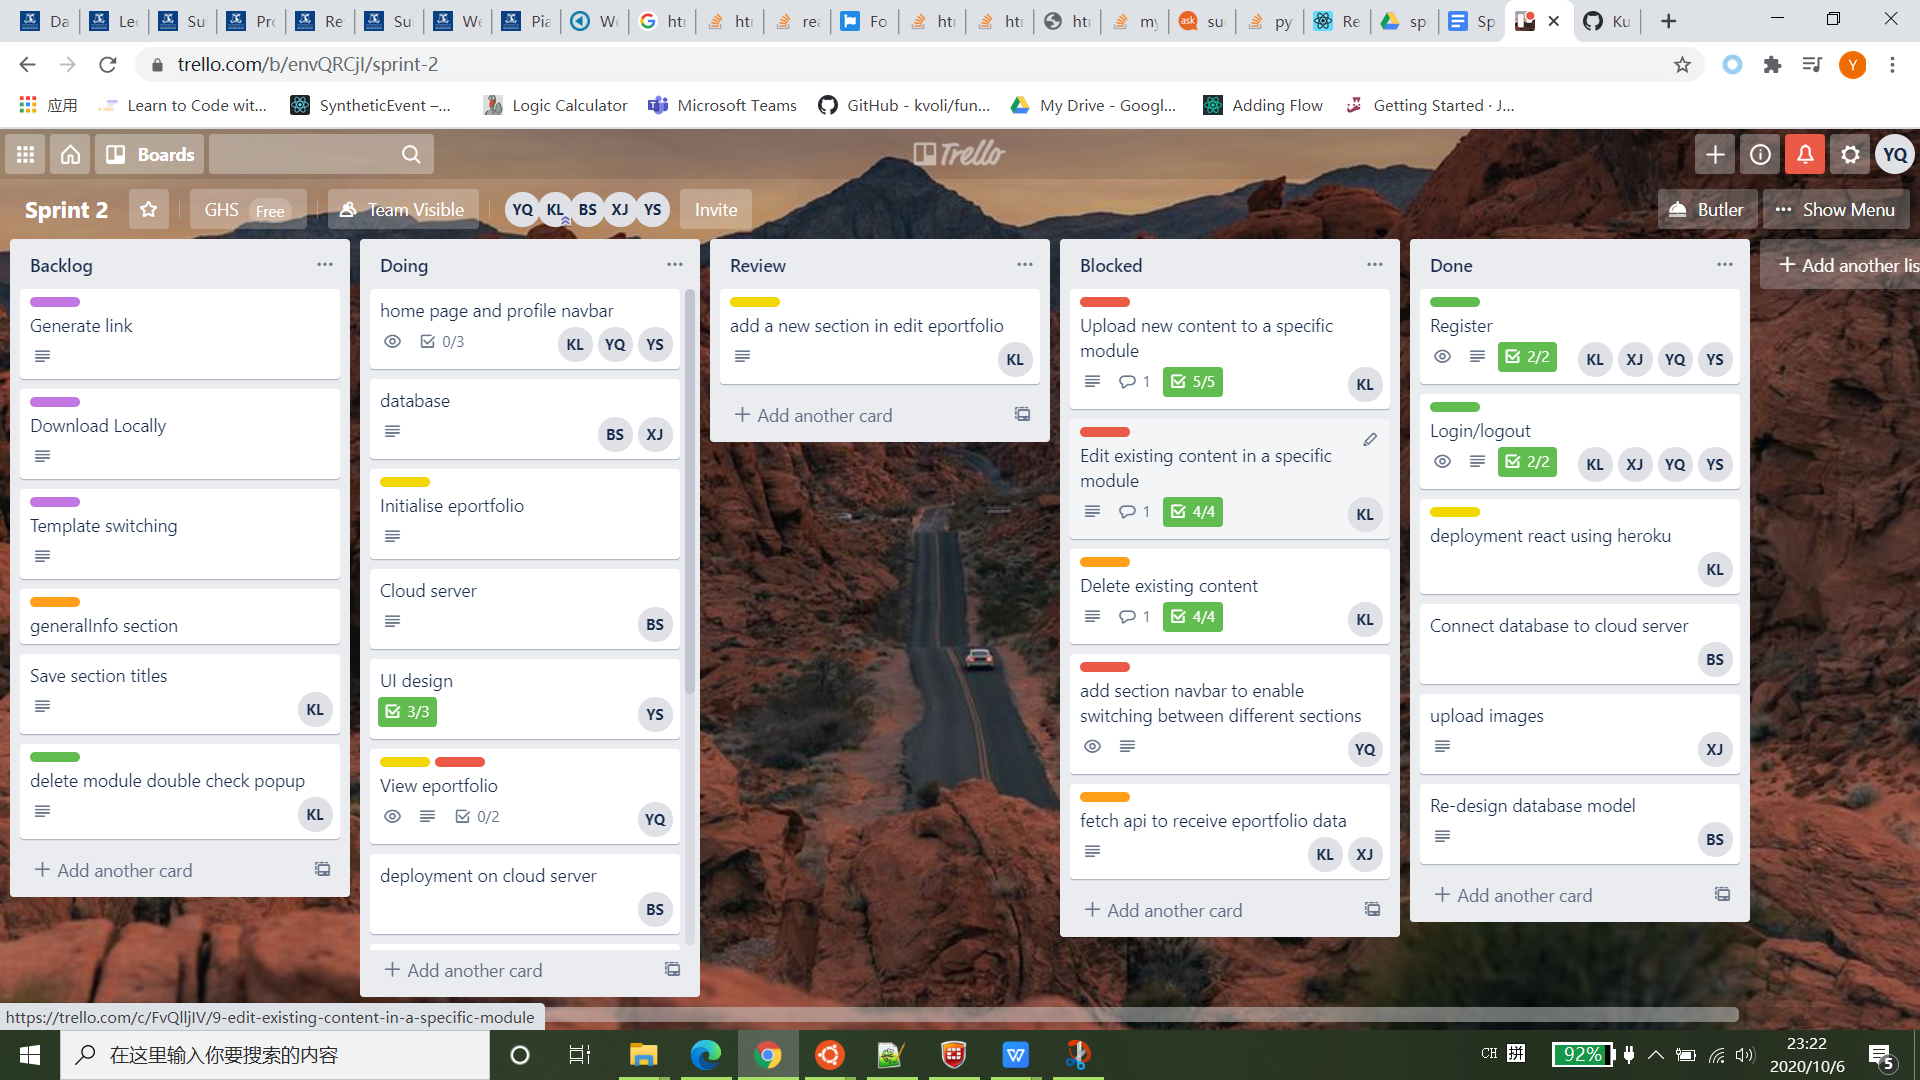 Da
Le
Su
Pr
Re
Su
We
Pia
We
htr
htr
rea
Fo
htr
htr
htr
my
ask
su
py
Re
spr
Sp
Ku
trello.com/b/envQRCjl/sprint-2
Y
应用
Learn to Code wit...
SyntheticEvent –...
Logic Calculator
Microsoft Teams
GitHub - kvoli/fun...
My Drive - Googl...
Adding Flow
Getting Started · J...
Boards
Trello
YQ
Sprint 2
GHS Free
Team Visible
YQ KL BS XJ YS
Invite
Butler
Show Menu
Backlog
Generate link
Download Locally
Template switching
generalInfo section
Save section titles
KL
delete module double check popup
KL
Add another card
Doing
home page and profile navbar
0/3 KL YQ YS
database
BS XJ
Initialise eportfolio
Cloud server
BS
UI design
3/3 YS
View eportfolio
0/2 YQ
deployment on cloud server
BS
Add another card
Review
add a new section in edit eportfolio
KL
Add another card
Blocked
Upload new content to a specific
module
1 5/5 KL
Edit existing content in a specific
module
1 4/4 KL
Delete existing content
1 4/4 KL
add section navbar to enable
switching between different sections
YQ
fetch api to receive eportfolio data
KL XJ
Add another card
Done
Register
2/2 KL XJ YQ YS
Login/logout
2/2 KL XJ YQ YS
deployment react using heroku
KL
Connect database to cloud server
BS
upload images
XJ
Re-design database model
BS
Add another card
Add another lis
https://trello.com/c/FvQlljIV/9-edit-existing-content-in-a-specific-module
在这里输入你要搜索的内容
CH 拼
92%
23:22
2020/10/6
5